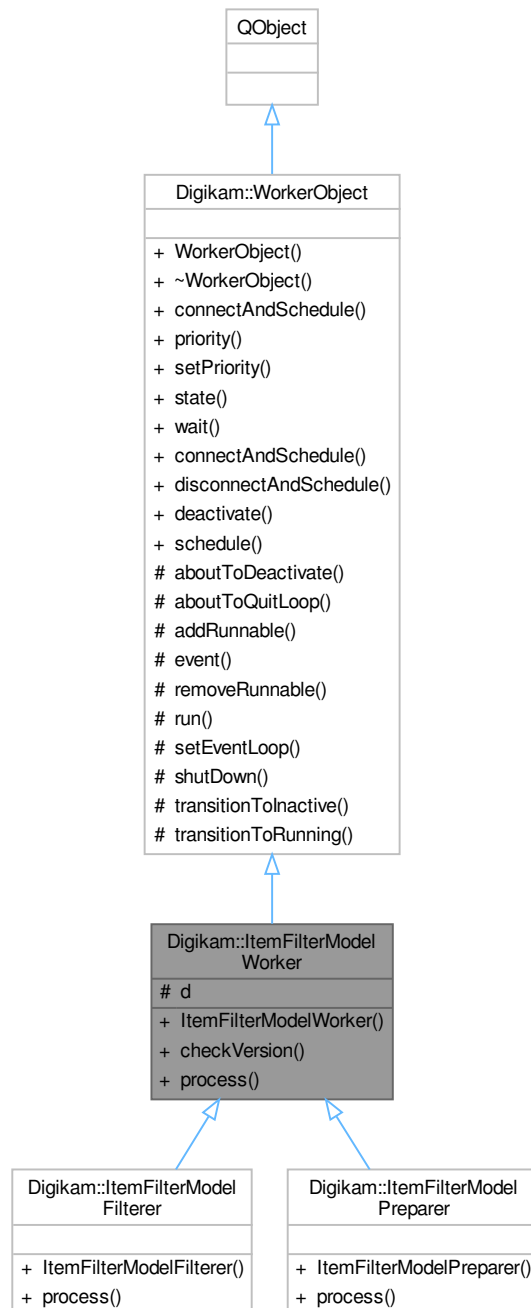 QObject
Digikam::WorkerObject
+ WorkerObject()
+ ~WorkerObject()
+ connectAndSchedule()
+ priority()
+ setPriority()
+ state()
+ wait()
+ connectAndSchedule()
+ disconnectAndSchedule()
+ deactivate()
+ schedule()
# aboutToDeactivate()
# aboutToQuitLoop()
# addRunnable()
# event()
# removeRunnable()
# run()
# setEventLoop()
# shutDown()
# transitionToInactive()
# transitionToRunning()
Digikam::ItemFilterModel
Worker
# d
+ ItemFilterModelWorker()
+ checkVersion()
+ process()
Digikam::ItemFilterModel
Filterer
+ ItemFilterModelFilterer()
+ process()
Digikam::ItemFilterModel
Preparer
+ ItemFilterModelPreparer()
+ process()